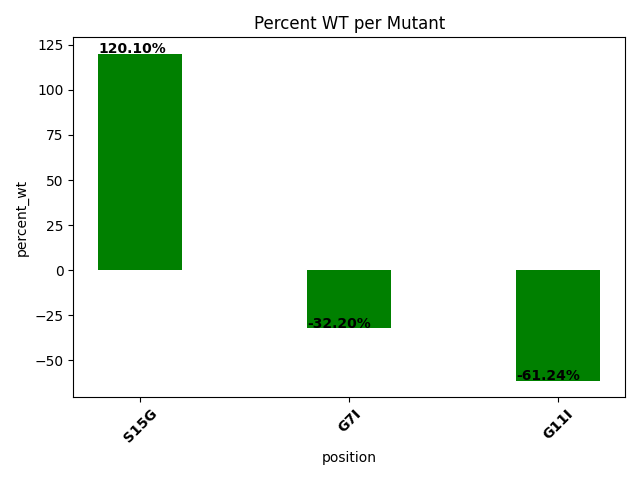 Percent WT per Mutant
percent_wt
125
100
75
50
25
0
−25
−50
120.10%
-32.20%
-61.24%
S15G
G7I
G11I
position